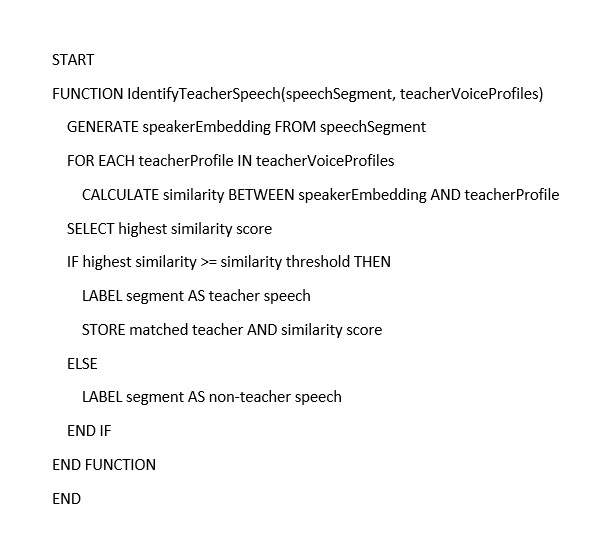 START
FUNCTION IdentifyTeacherSpeech(speechSegment, teacherVoiceProfiles)
GENERATE speakerEmbedding FROM speechSegment
FOR EACH teacherProfile IN teacherVoiceProfiles
CALCULATE similarity BETWEEN speakerEmbedding AND teacherProfile
SELECT highest similarity score
IF highest similarity >= similarity threshold THEN
LABEL segment AS teacher speech
STORE matched teacher AND similarity score
ELSE
LABEL segment AS non-teacher speech
END IF
END FUNCTION
END